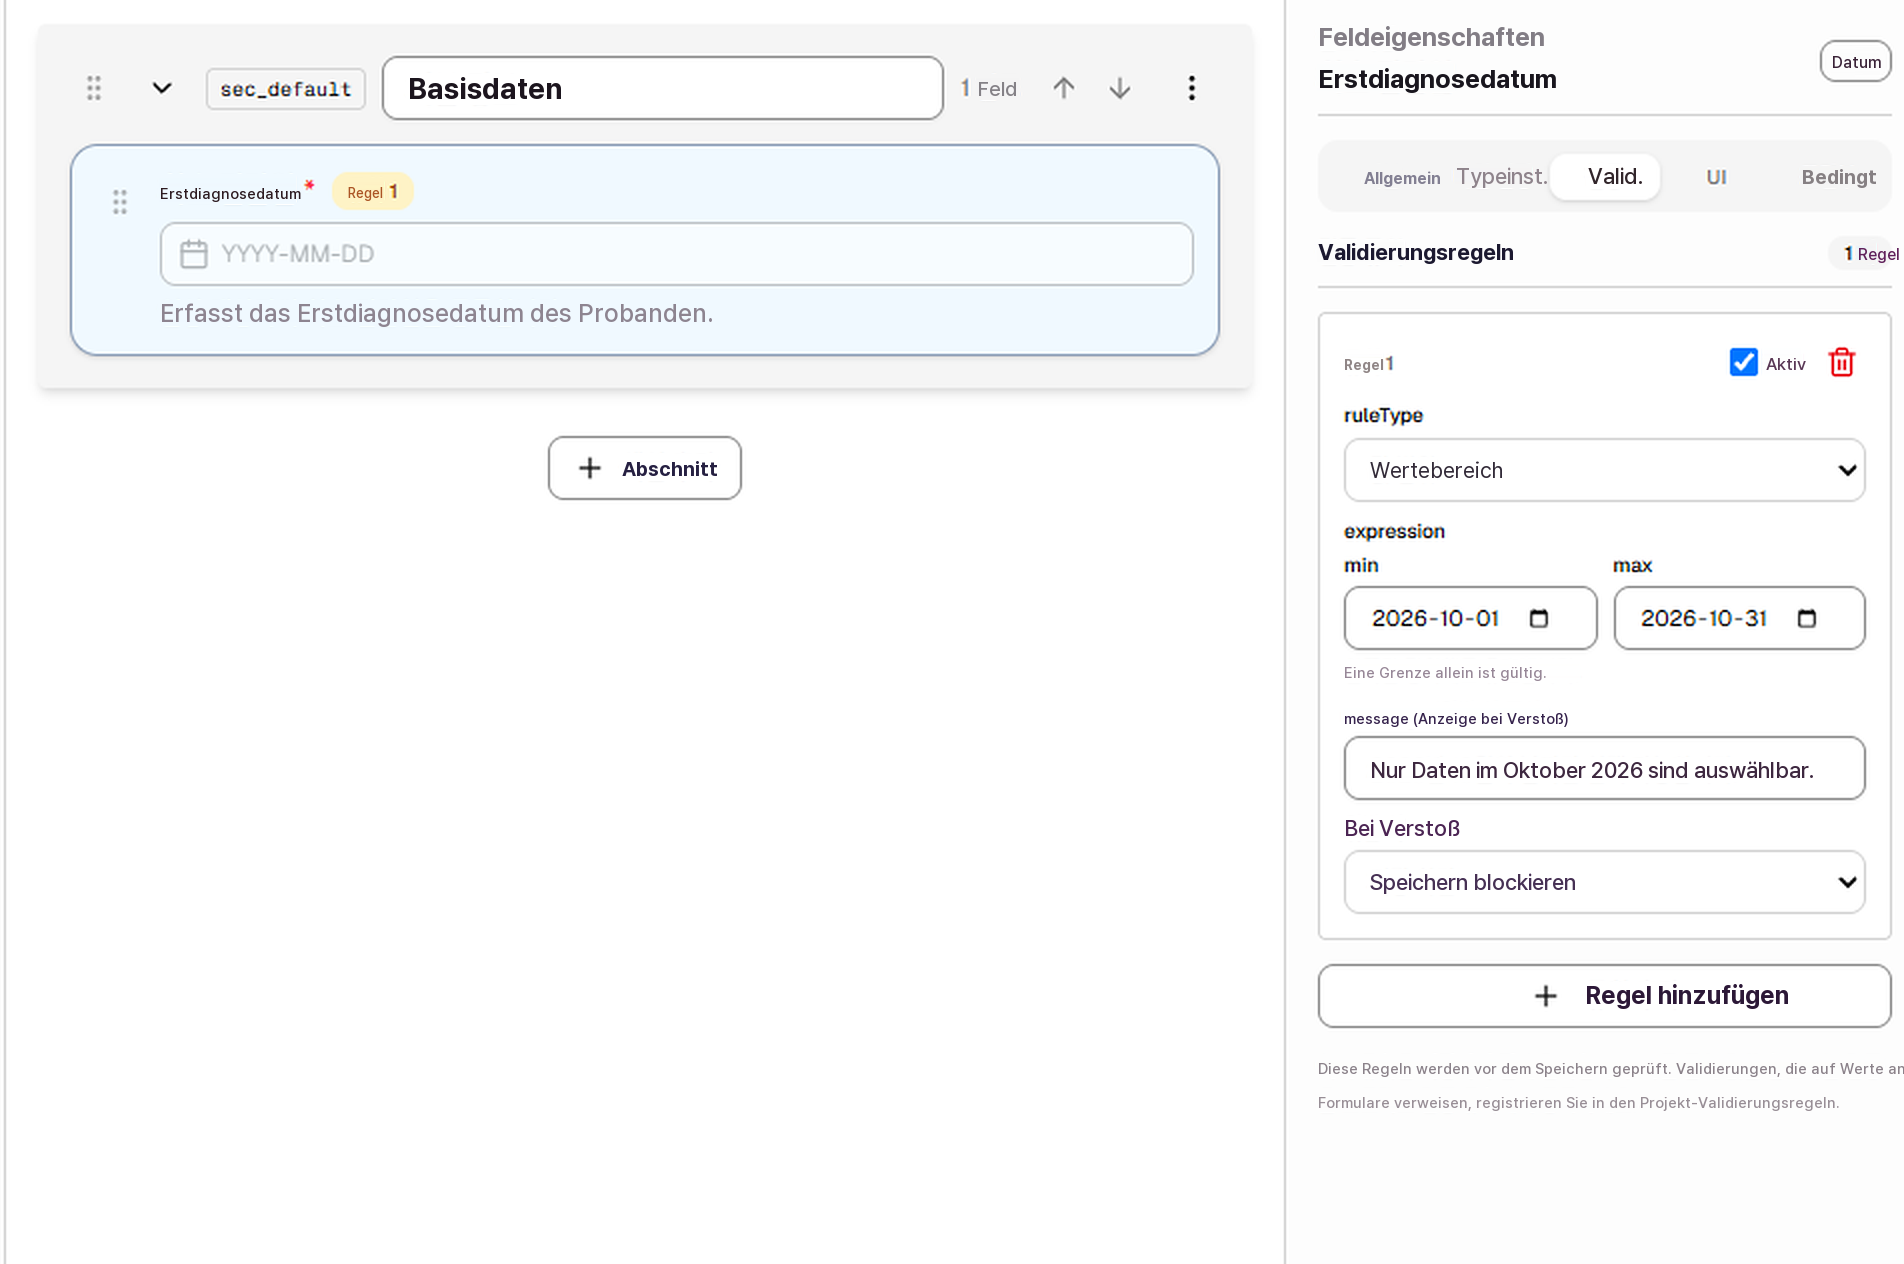 sec_default
Basisdaten
1 Feld
Erstdiagnosedatum*
Regel 1
YYYY-MM-DD
Erfasst das Erstdiagnosedatum des Probanden.
+ Abschnitt
Feldeigenschaften
Erstdiagnosedatum
Datum
Allgemein Typeinst. Valid. UI Bedingt
Validierungsregeln
1 Regel
Regel 1
Aktiv
ruleType
Wertebereich
expression
min max
2026-10-01 2026-10-31
Eine Grenze allein ist gültig.
message (Anzeige bei Verstoß)
Nur Daten im Oktober 2026 sind auswählbar.
Bei Verstoß
Speichern blockieren
+ Regel hinzufügen
Diese Regeln werden vor dem Speichern geprüft. Validierungen, die auf Werte an
Formulare verweisen, registrieren Sie in den Projekt-Validierungsregeln.